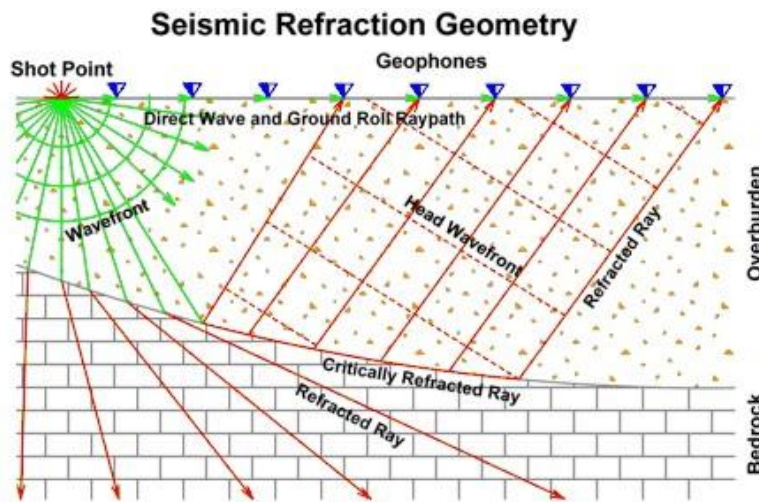 Seismic Refraction Geometry
Shot Point
Geophones
Direct Wave and Ground Roll Raypath
Wavefront
Head Wavefront
Refracted Ray
Overburden
Critically Refracted Ray
Refracted Ray
Bedrock